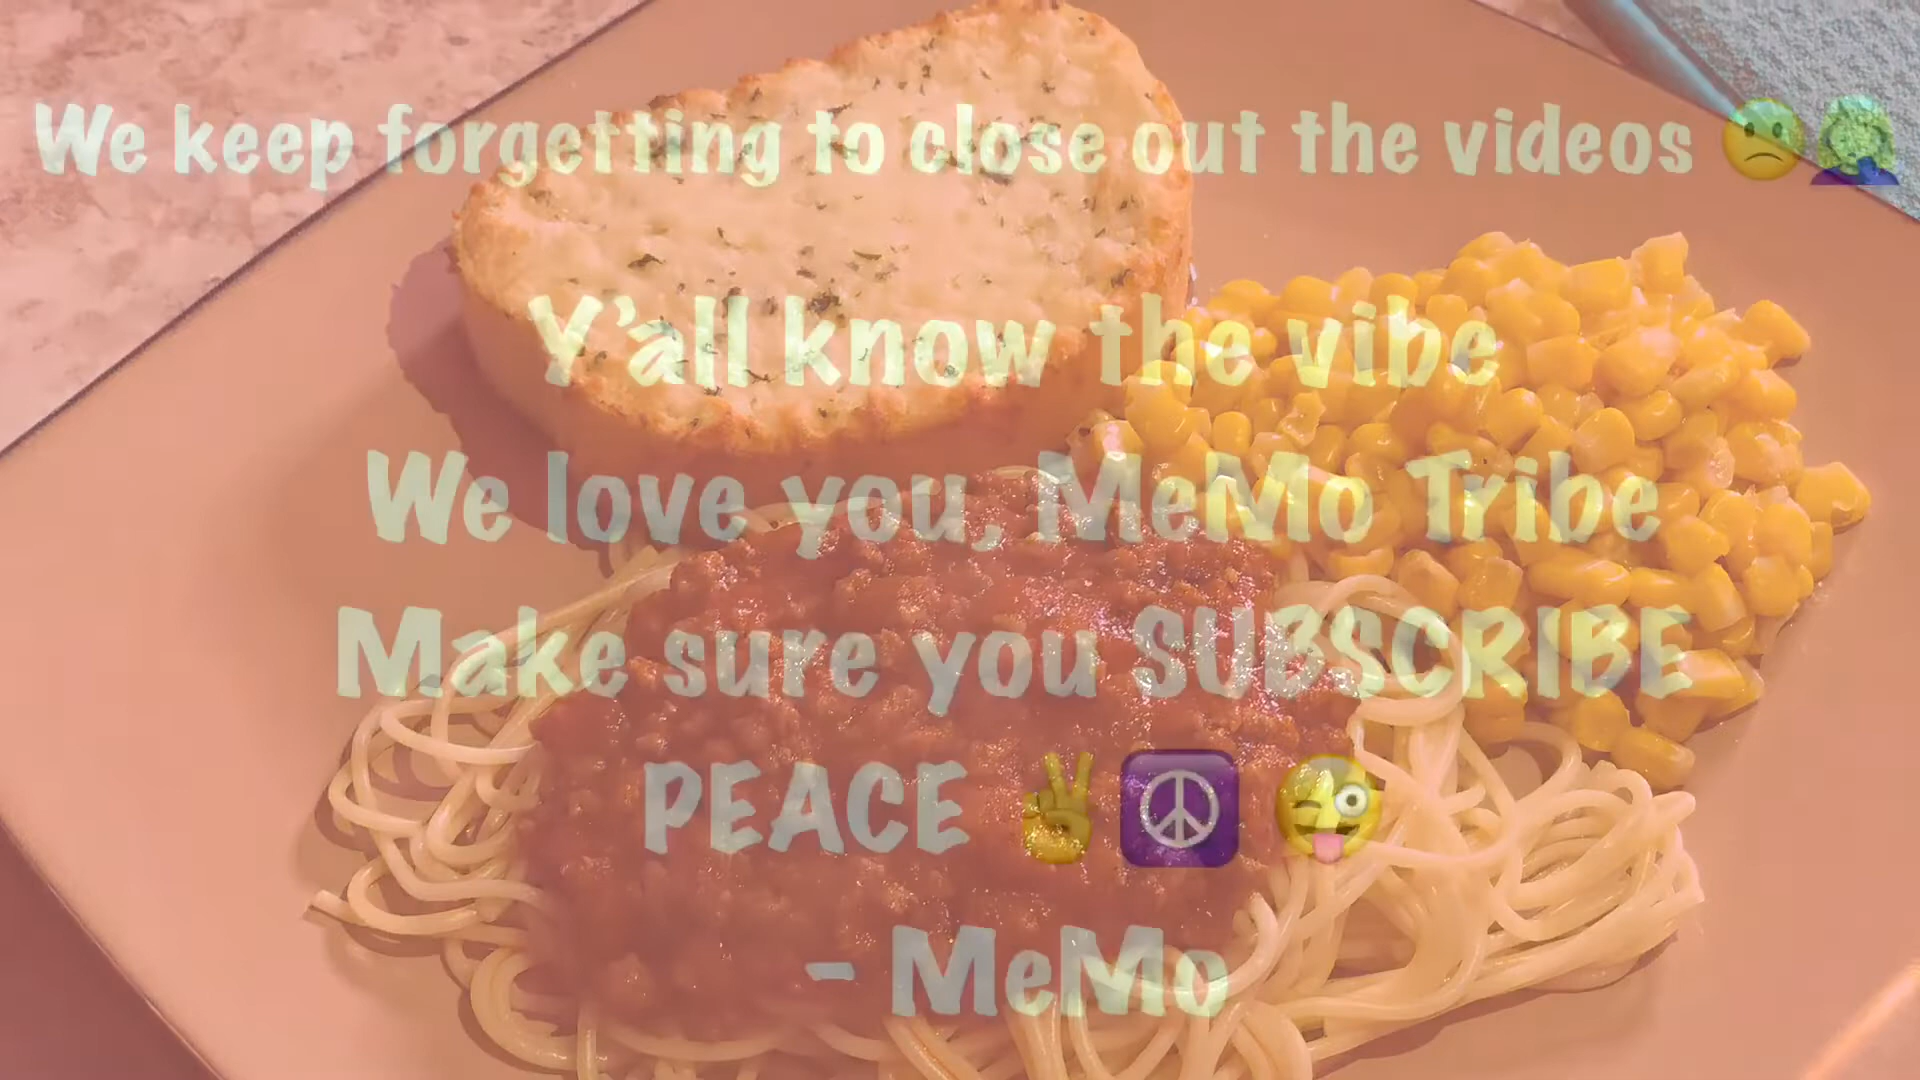 We keep forgetting to close out the videos 🙁🤦‍♀️
Y'all know the vibe
We love you, MeMo Tribe
Make sure you SUBSCRIBE
PEACE ✌️☮️😜
- MeMo